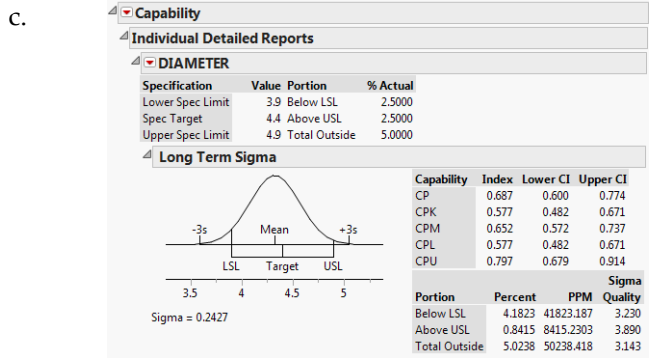 c.
Capability
Individual Detailed Reports
DIAMETER
Specification Value Portion % Actual
Lower Spec Limit 3.9 Below LSL 2.5000
Spec Target 4.4 Above USL 2.5000
Upper Spec Limit 4.9 Total Outside 5.0000
Long Term Sigma
-3s Mean +3s
LSL Target USL
3.5 4 4.5 5
Sigma = 0.2427
Capability Index Lower CI Upper CI
CP 0.687 0.600 0.774
CPK 0.577 0.482 0.671
CPM 0.652 0.572 0.737
CPL 0.577 0.482 0.671
CPU 0.797 0.679 0.914
Sigma
Portion Percent PPM Quality
Below LSL 4.1823 41823.187 3.230
Above USL 0.8415 8415.2303 3.890
Total Outside 5.0238 50238.418 3.143